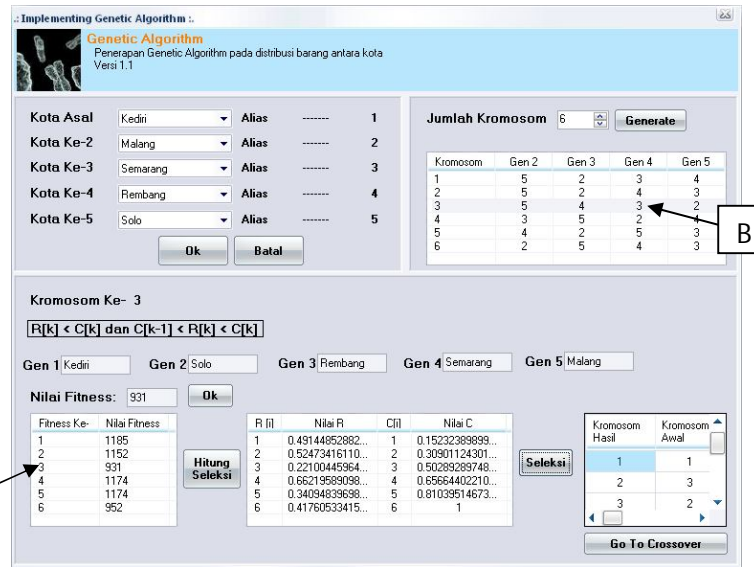 .: Implementing Genetic Algorithm :.
Genetic Algorithm
Penerapan Genetic Algorithm pada distribusi barang antara kota
Versi 1.1
Kota Asal Kediri Alias ------- 1
Kota Ke-2 Malang Alias ------- 2
Kota Ke-3 Semarang Alias ------- 3
Kota Ke-4 Rembang Alias ------- 4
Kota Ke-5 Solo Alias ------- 5
Ok Batal
Jumlah Kromosom 6 Generate
Kromosom Gen 2 Gen 3 Gen 4 Gen 5
1 5 2 3 4
2 5 2 4 3
3 5 4 3 2
4 3 5 2 4
5 4 2 5 3
6 2 5 4 3
B
Kromosom Ke- 3
R[k] < C[k] dan C[k-1] < R[k] < C[k]
Gen 1 Kediri Gen 2 Solo Gen 3 Rembang Gen 4 Semarang Gen 5 Malang
Nilai Fitness: 931 Ok
Fitness Ke- Nilai Fitness
1 1185
2 1152
3 931
4 1174
5 1174
6 952
Hitung
Seleksi
R [i] Nilai R C[i] Nilai C
1 0.49144852882... 1 0.15232389899...
2 0.52473416110... 2 0.30901124301...
3 0.22100445964... 3 0.50289289748...
4 0.66219589098... 4 0.65664402210...
5 0.34094839698... 5 0.81039514673...
6 0.41760533415... 6 1
Seleksi
Kromosom Hasil Kromosom Awal
1 1
2 3
3 2
Go To Crossover